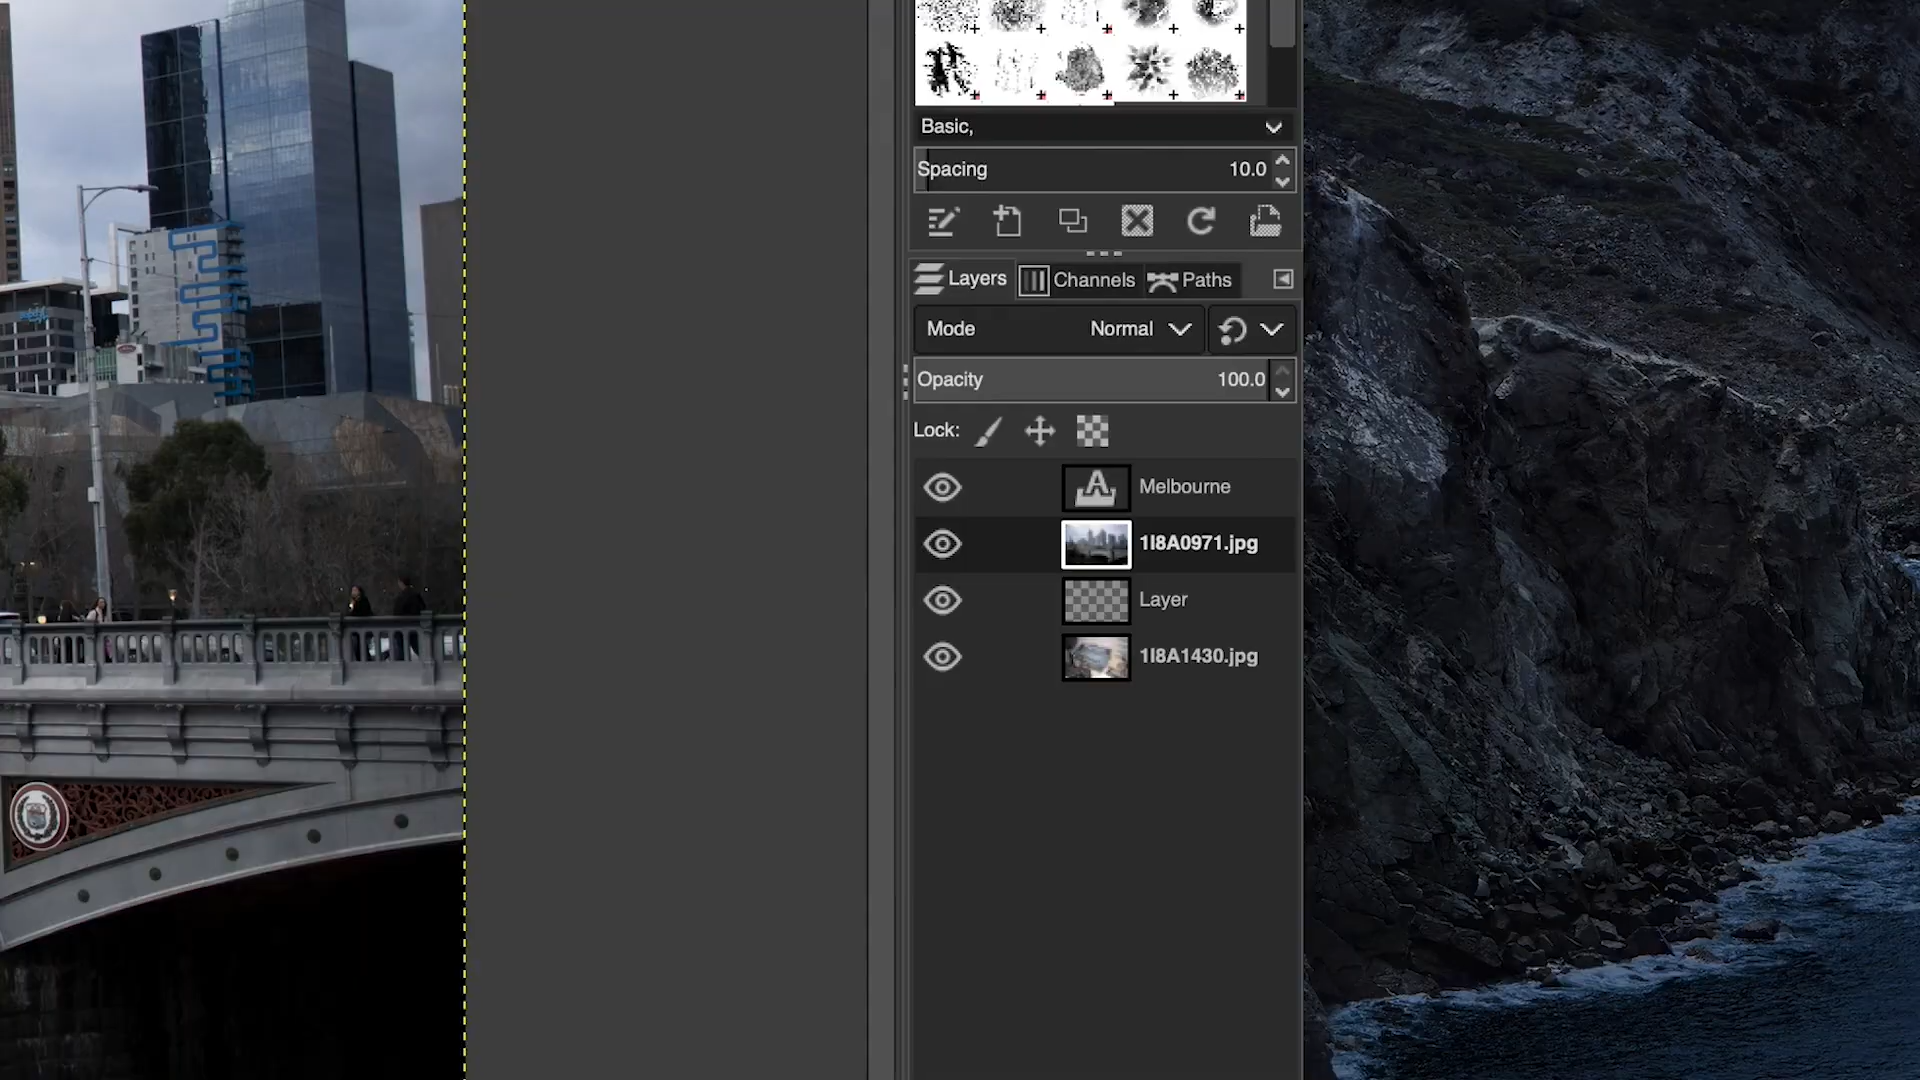 Basic,
Spacing 10.0
Layers Channels Paths
Mode Normal
Opacity 100.0
Lock:
Melbourne
1I8A0971.jpg
Layer
1I8A1430.jpg